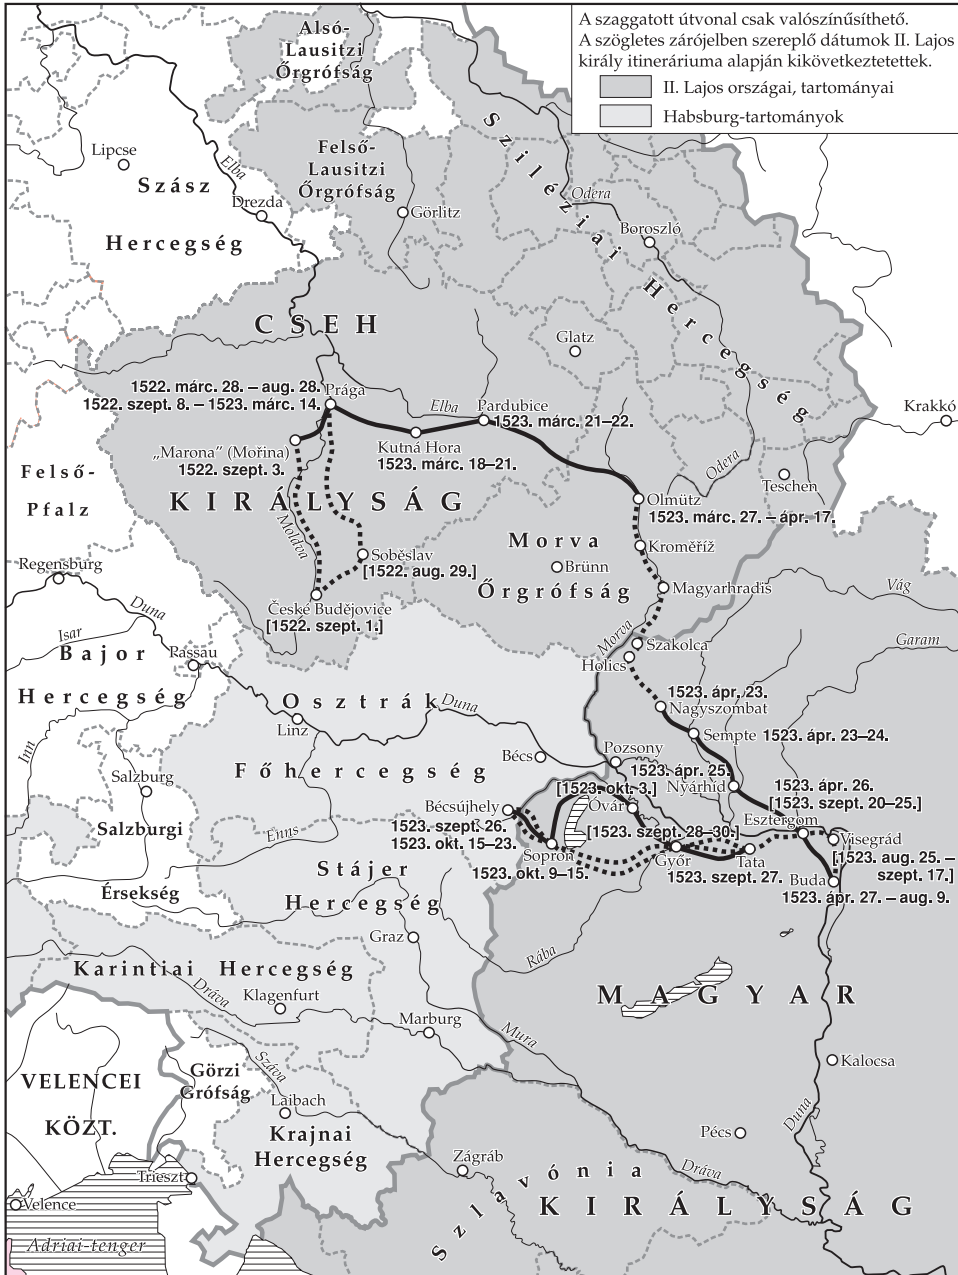 A szaggatott útvonal csak valószínűsíthető.
A szögletes zárójelben szereplő dátumok II. Lajos
király itineráriuma alapján kikövetkeztetettek.
II. Lajos országai, tartományai
Habsburg-tartományok
Alsó-
Lausitzi
Őrgrófság
Felső-
Lausitzi
Őrgrófság
Sziléziai Hercegség
Lipcse
Elba
Szász
Hercegség
Drezda
Görlitz
Odera
Boroszló
CSEH
Glatz
1522. márc. 28. – aug. 28.
Prága
1522. szept. 8. – 1523. márc. 14.
Elba
Pardubice
1523. márc. 21–22.
Krakkó
„Marona” (Mořina)
1522. szept. 3.
Kutná Hora
1523. márc. 18–21.
Odera
Teschen
Felső-
Pfalz
KIRÁLYSÁG
Moldva
Olmütz
1523. márc. 27. – ápr. 17.
Morva
Őrgrófság
Kroměříž
Soběslav
[1522. aug. 29.]
Brünn
Regensburg
České Budějovice
[1522. szept. 1.]
Magyarhradis
Vág
Duna
Isar
Bajor
Hercegség
Passau
Morva
Szakolca
Holics
Garam
Osztrák
Duna
Linz
1523. ápr. 23.
Nagyszombat
Sempte 1523. ápr. 23–24.
Inn
Bécs
Pozsony
1523. ápr. 25.
Nyárhíd
Főhercegség
Salzburg
Salzburgi
Érsekség
Enns
[1523. okt. 3.]
Óvár
1523. ápr. 26.
[1523. szept. 20–25.]
Esztergom
Bécsújhely
1523. szept. 26.
1523. okt. 15–23.
[1523. szept. 28–30.]
Visegrád
[1523. aug. 25. –
szept. 17.]
Sopron
1523. okt. 9–15.
Győr
Tata
1523. szept. 27.
Buda
1523. ápr. 27. – aug. 9.
Stájer
Hercegség
Graz
Rába
Karintiai Hercegség
Dráva
Klagenfurt
MAGYAR
Marburg
Mura
Kalocsa
VELENCEI
KÖZT.
Görzi
Grófság
Száva
Laibach
Krajnai
Hercegség
Duna
Pécs
Zágráb
Dráva
Trieszt
Velence
Szlavónia
KIRÁLYSÁG
Adriai-tenger